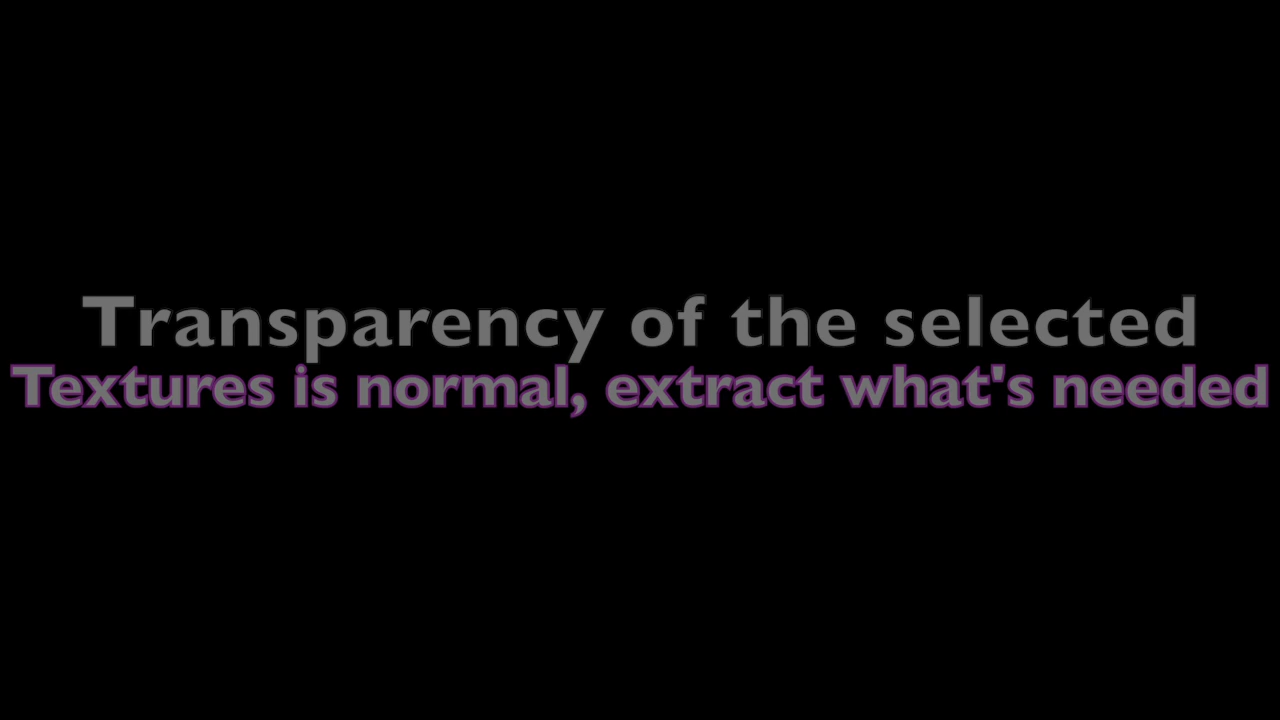 Transparency of the selected
Textures is normal, extract what's needed